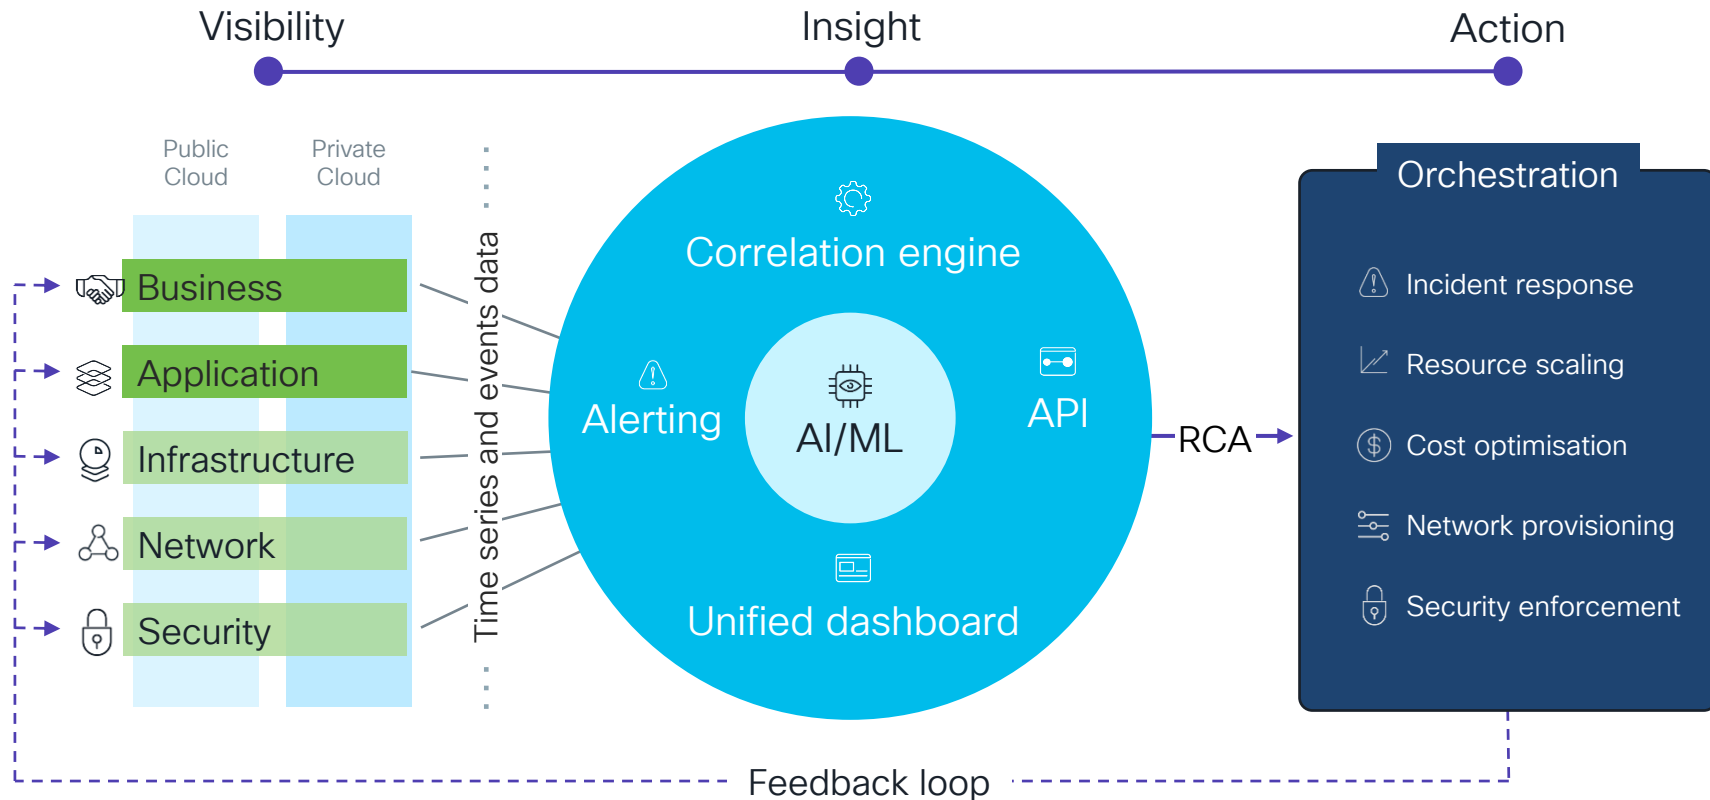 Visibility
Insight
Action
Public
Cloud
Private
Cloud
Business
Application
Infrastructure
Network
Security
Time series and events data
Correlation engine
Alerting
AI/ML
API
Unified dashboard
RCA
Orchestration
Incident response
Resource scaling
Cost optimisation
Network provisioning
Security enforcement
Feedback loop